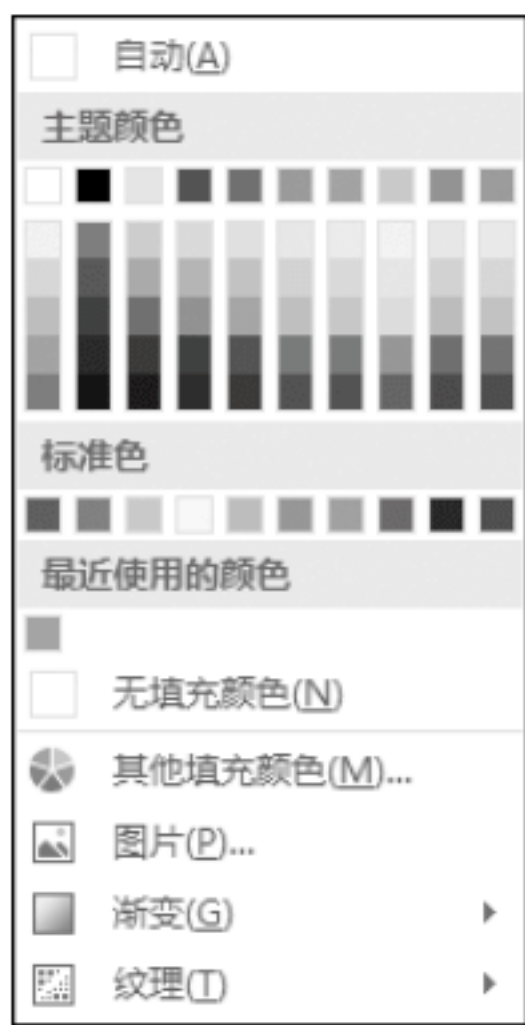 自动(A)
主题颜色
标准色
最近使用的颜色
无填充颜色(N)
其他填充颜色(M)...
图片(P)...
渐变(G)
纹理(T)